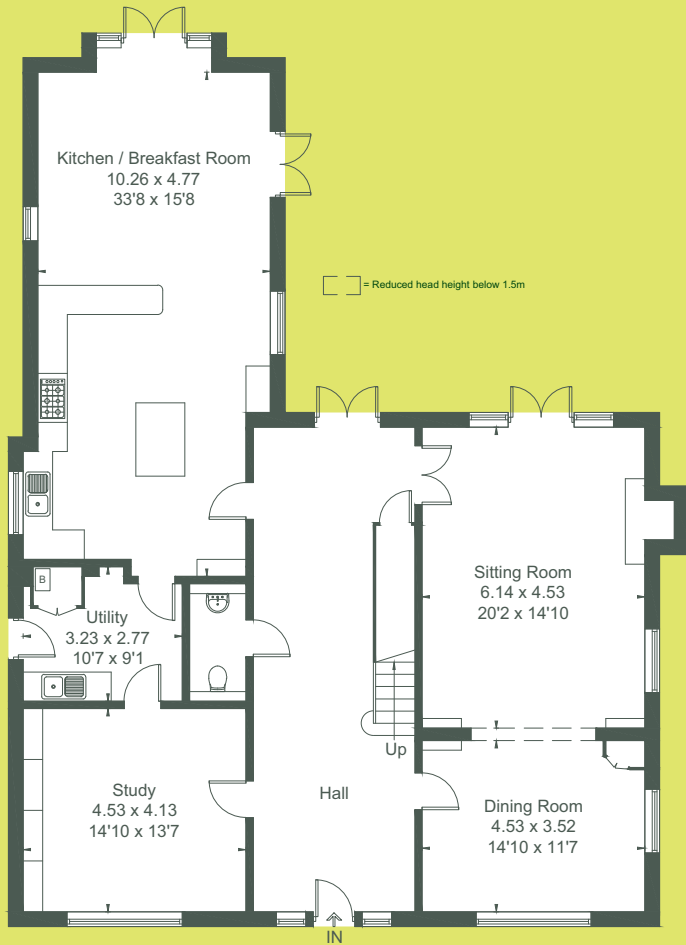 Kitchen / Breakfast Room
10.26 x 4.77
33'8 x 15'8
= Reduced head height below 1.5m
B
Utility
3.23 x 2.77
10'7 x 9'1
Sitting Room
6.14 x 4.53
20'2 x 14'10
Up
Study
4.53 x 4.13
14'10 x 13'7
Hall
Dining Room
4.53 x 3.52
14'10 x 11'7
IN